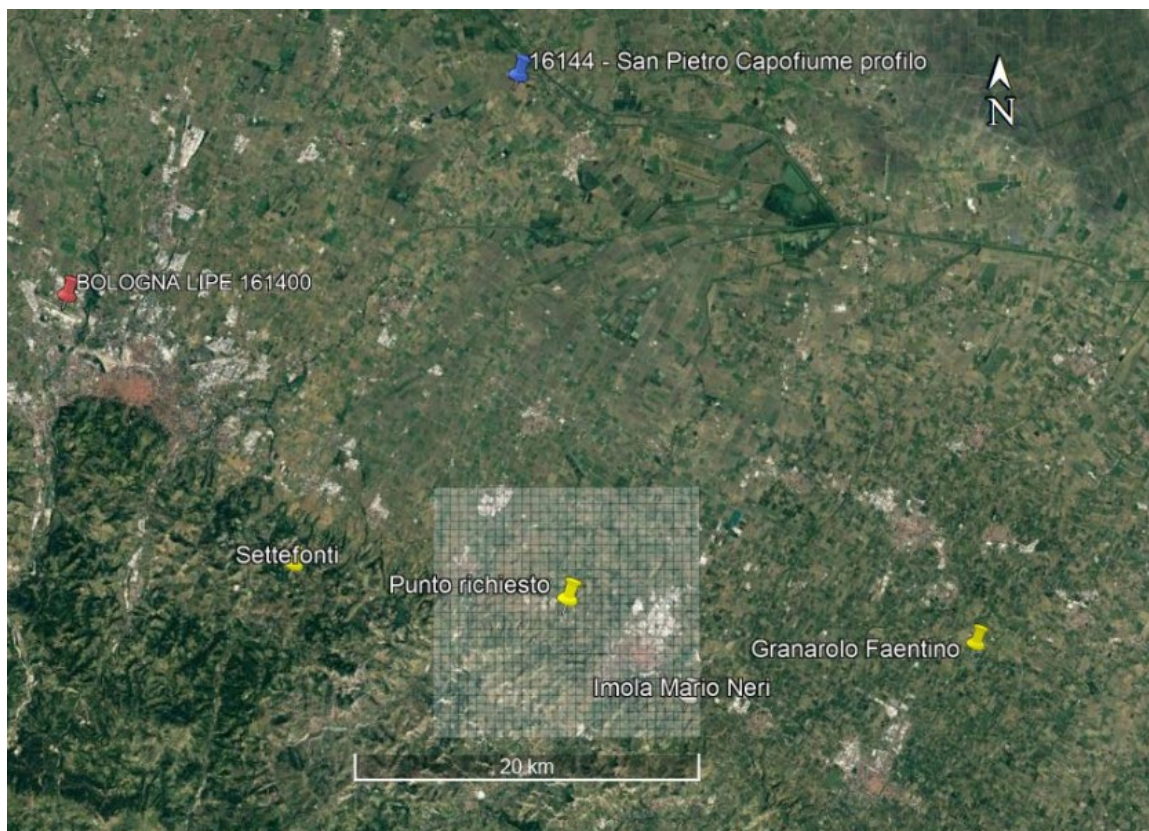 16144 - San Pietro Capofiume profilo
N
BOLOGNA LIPE 161400
Settefonti
Punto richiesto
Granarolo Faentino
Imola Mario Neri
20 km